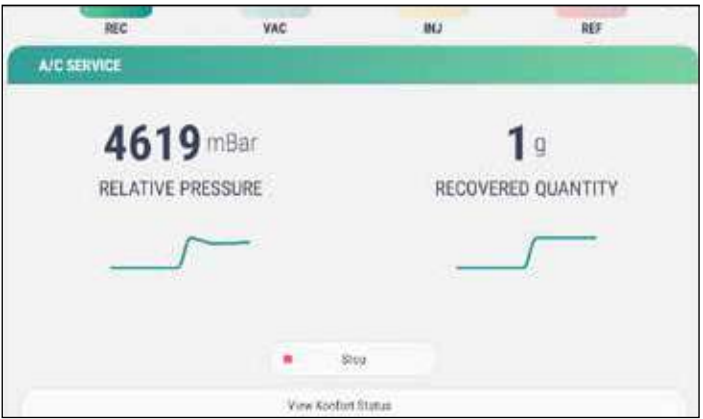 REC VAC INJ REF
A/C SERVICE
4619 mBar 1 g
RELATIVE PRESSURE RECOVERED QUANTITY
Stop
View Konfort Status